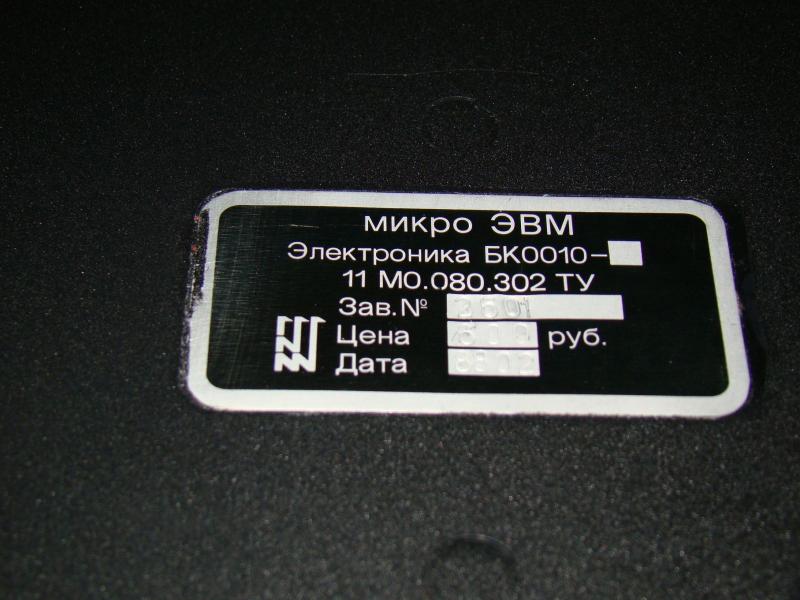 микро ЭВМ
Электроника БК0010-
11 М0.080.302 ТУ
Зав.№
Цена руб.
Дата